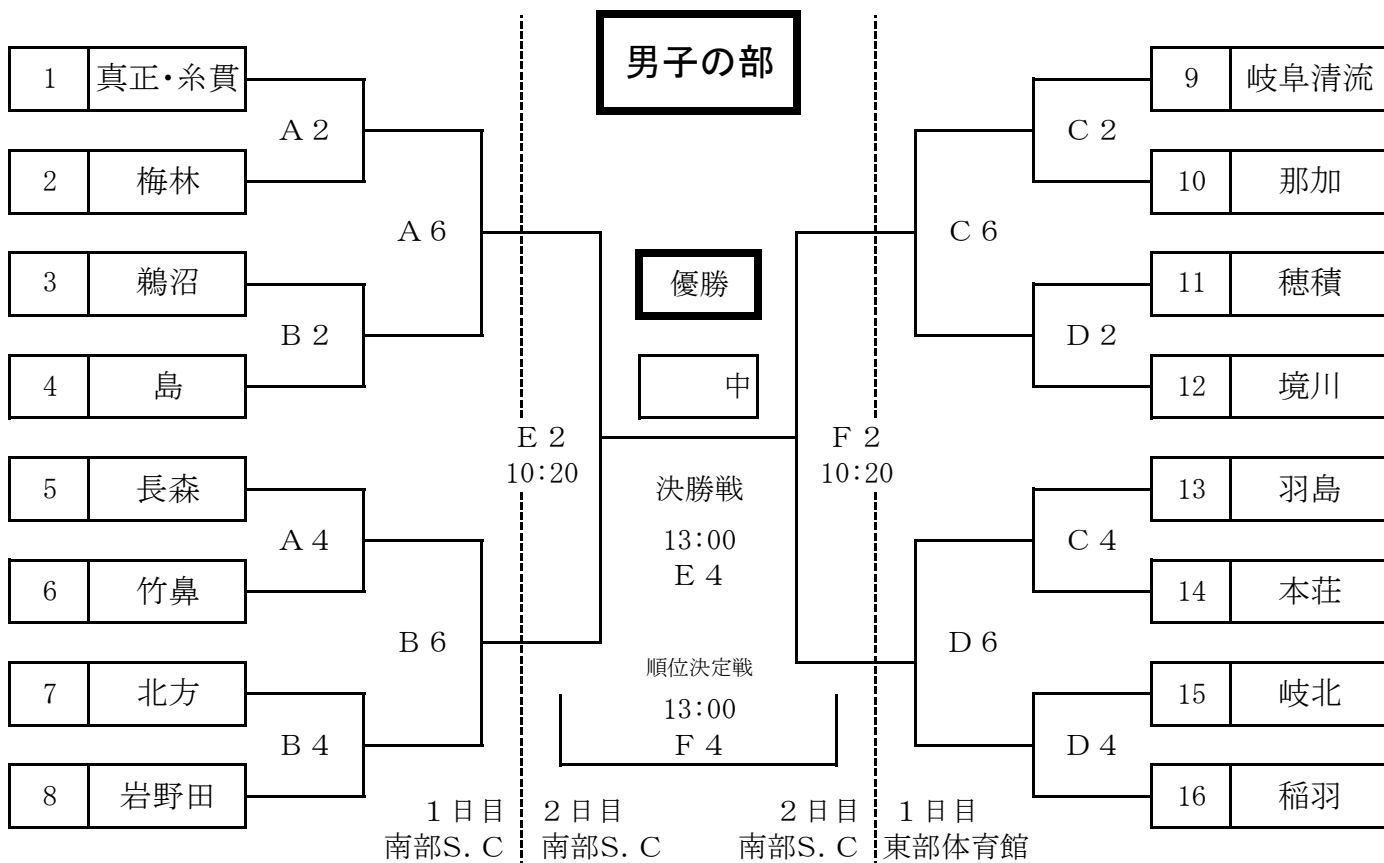 男子の部
1 真正・糸貫
A 2
2 梅林
A 6
3 鵜沼
B 2
4 島
E 2
10:20
5 長森
A 4
6 竹鼻
B 6
7 北方
B 4
8 岩野田
優勝
中
決勝戦
13:00
E 4
順位決定戦
13:00
F 4
9 岐阜清流
C 2
10 那加
C 6
11 穂積
D 2
12 境川
F 2
10:20
13 羽島
C 4
14 本荘
D 6
15 岐北
D 4
16 稲羽
1日目 2日目 2日目 1日目
南部S. C 南部S. C 南部S. C 東部体育館